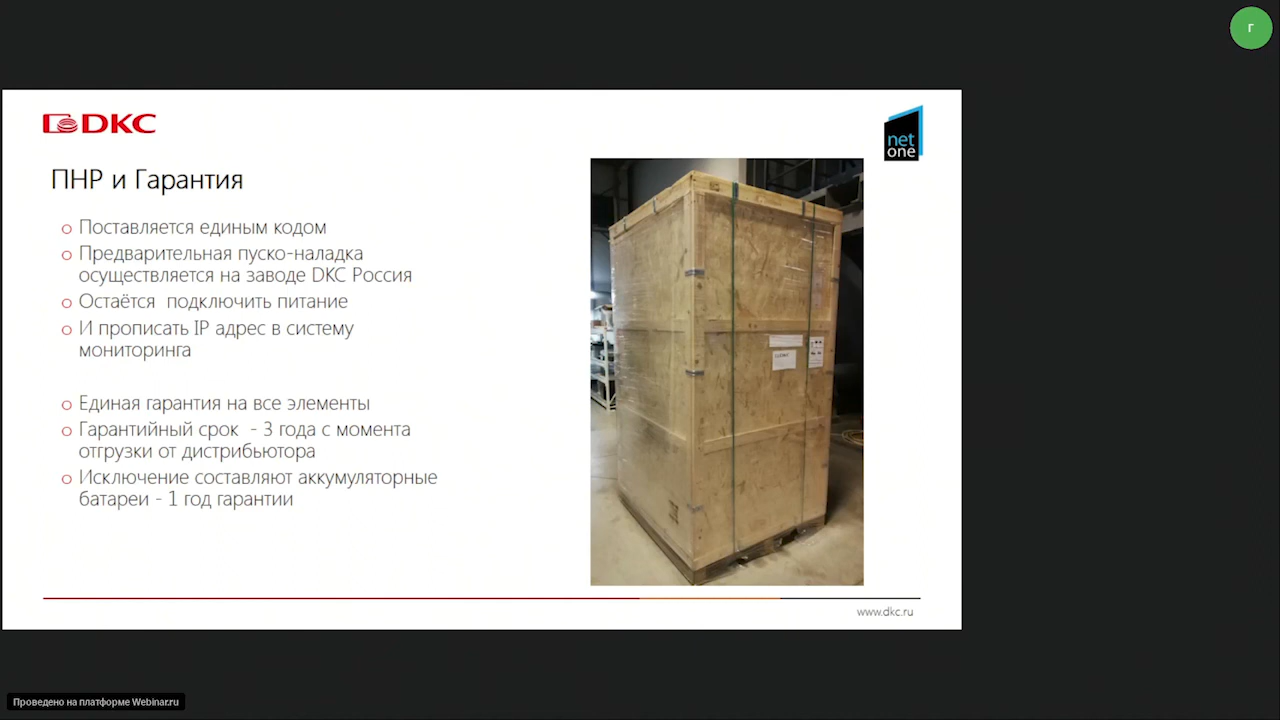 г
DKC
net
one
ПНР и Гарантия
o Поставляется единым кодом
o Предварительная пуско-наладка
осуществляется на заводе DKC Россия
o Остаётся подключить питание
o И прописать IP адрес в систему
мониторинга
o Единая гарантия на все элементы
o Гарантийный срок - 3 года с момента
отгрузки от дистрибьютора
o Исключение составляют аккумуляторные
батареи - 1 год гарантии
www.dkc.ru
Проведено на платформе Webinar.ru